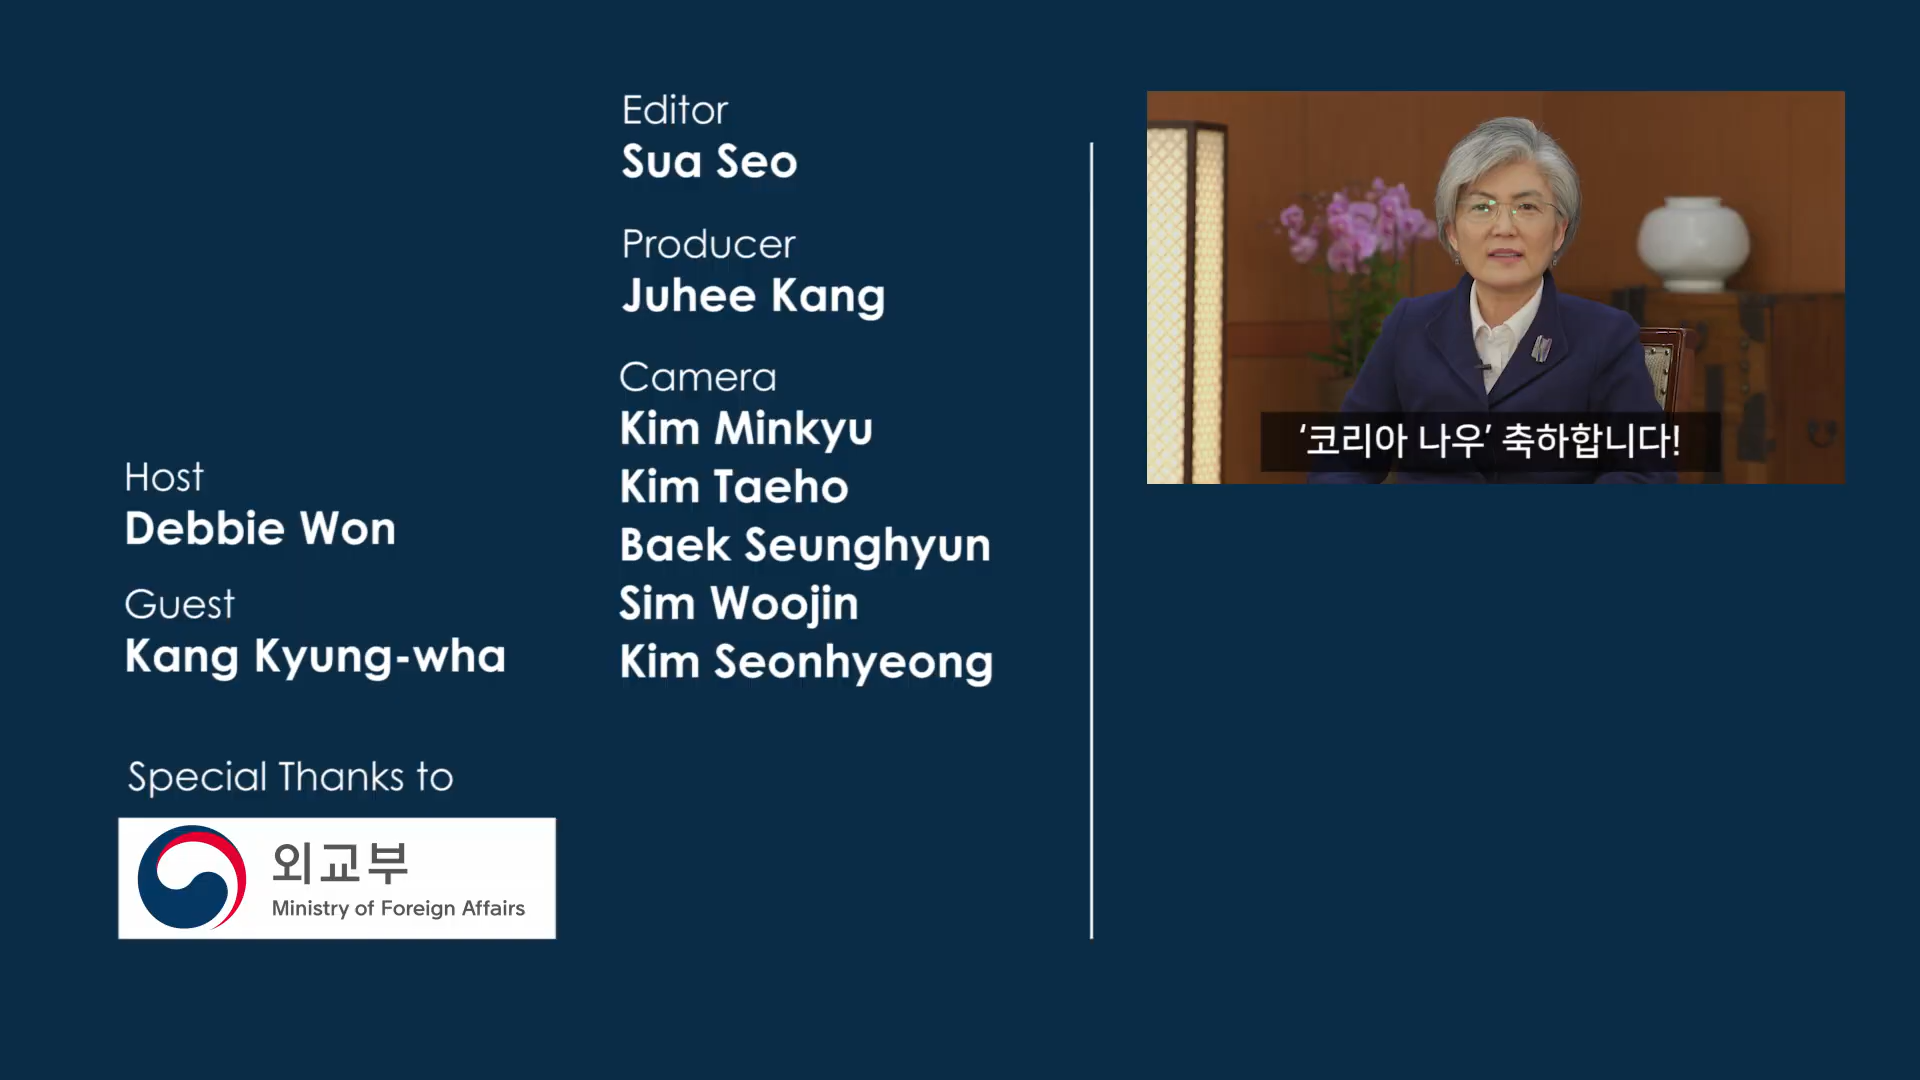 Host
Debbie Won
Guest
Kang Kyung-wha
Special Thanks to
외교부
Ministry of Foreign Affairs
Editor
Sua Seo
Producer
Juhee Kang
Camera
Kim Minkyu
Kim Taeho
Baek Seunghyun
Sim Woojin
Kim Seonhyeong
‘코리아 나우’ 축하합니다!